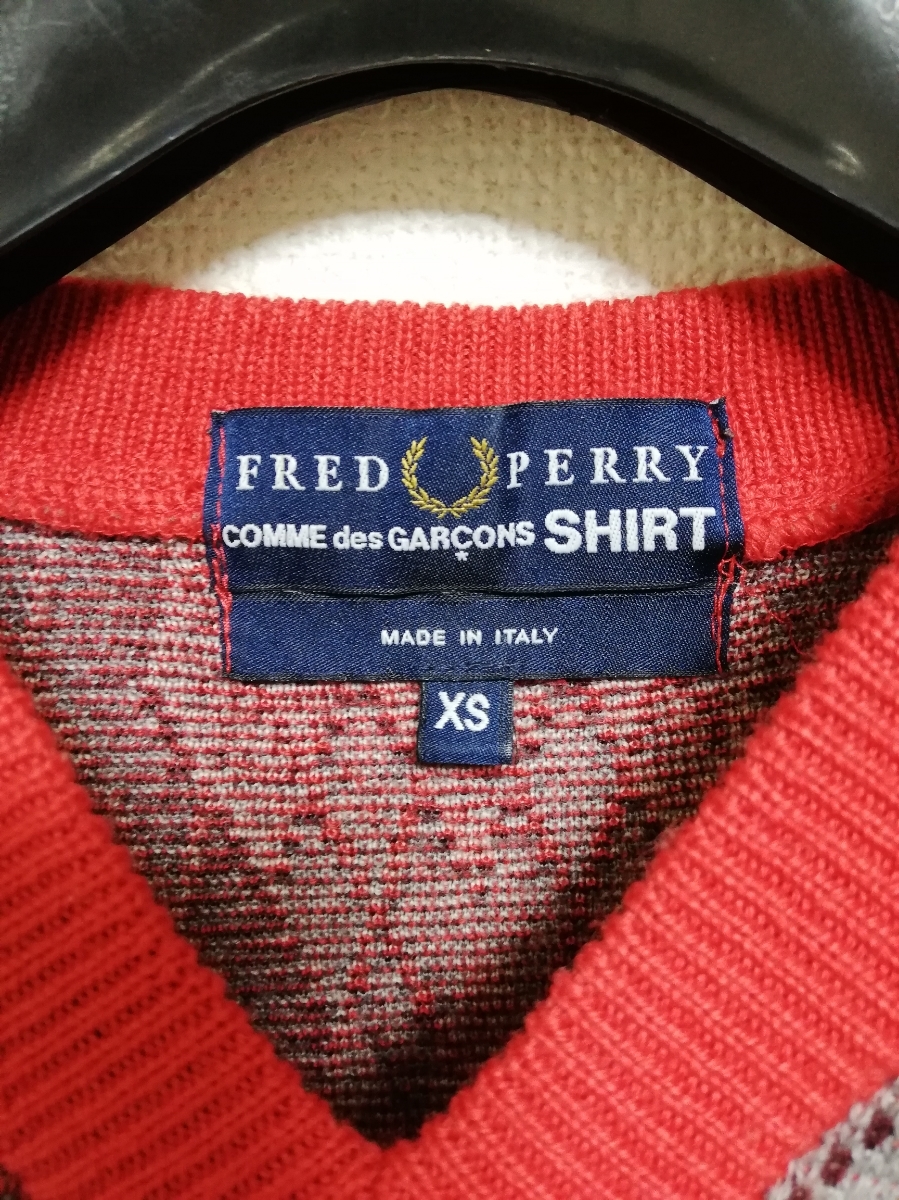 FRED PERRY
COMME des GARÇONS SHIRT
MADE IN ITALY
XS